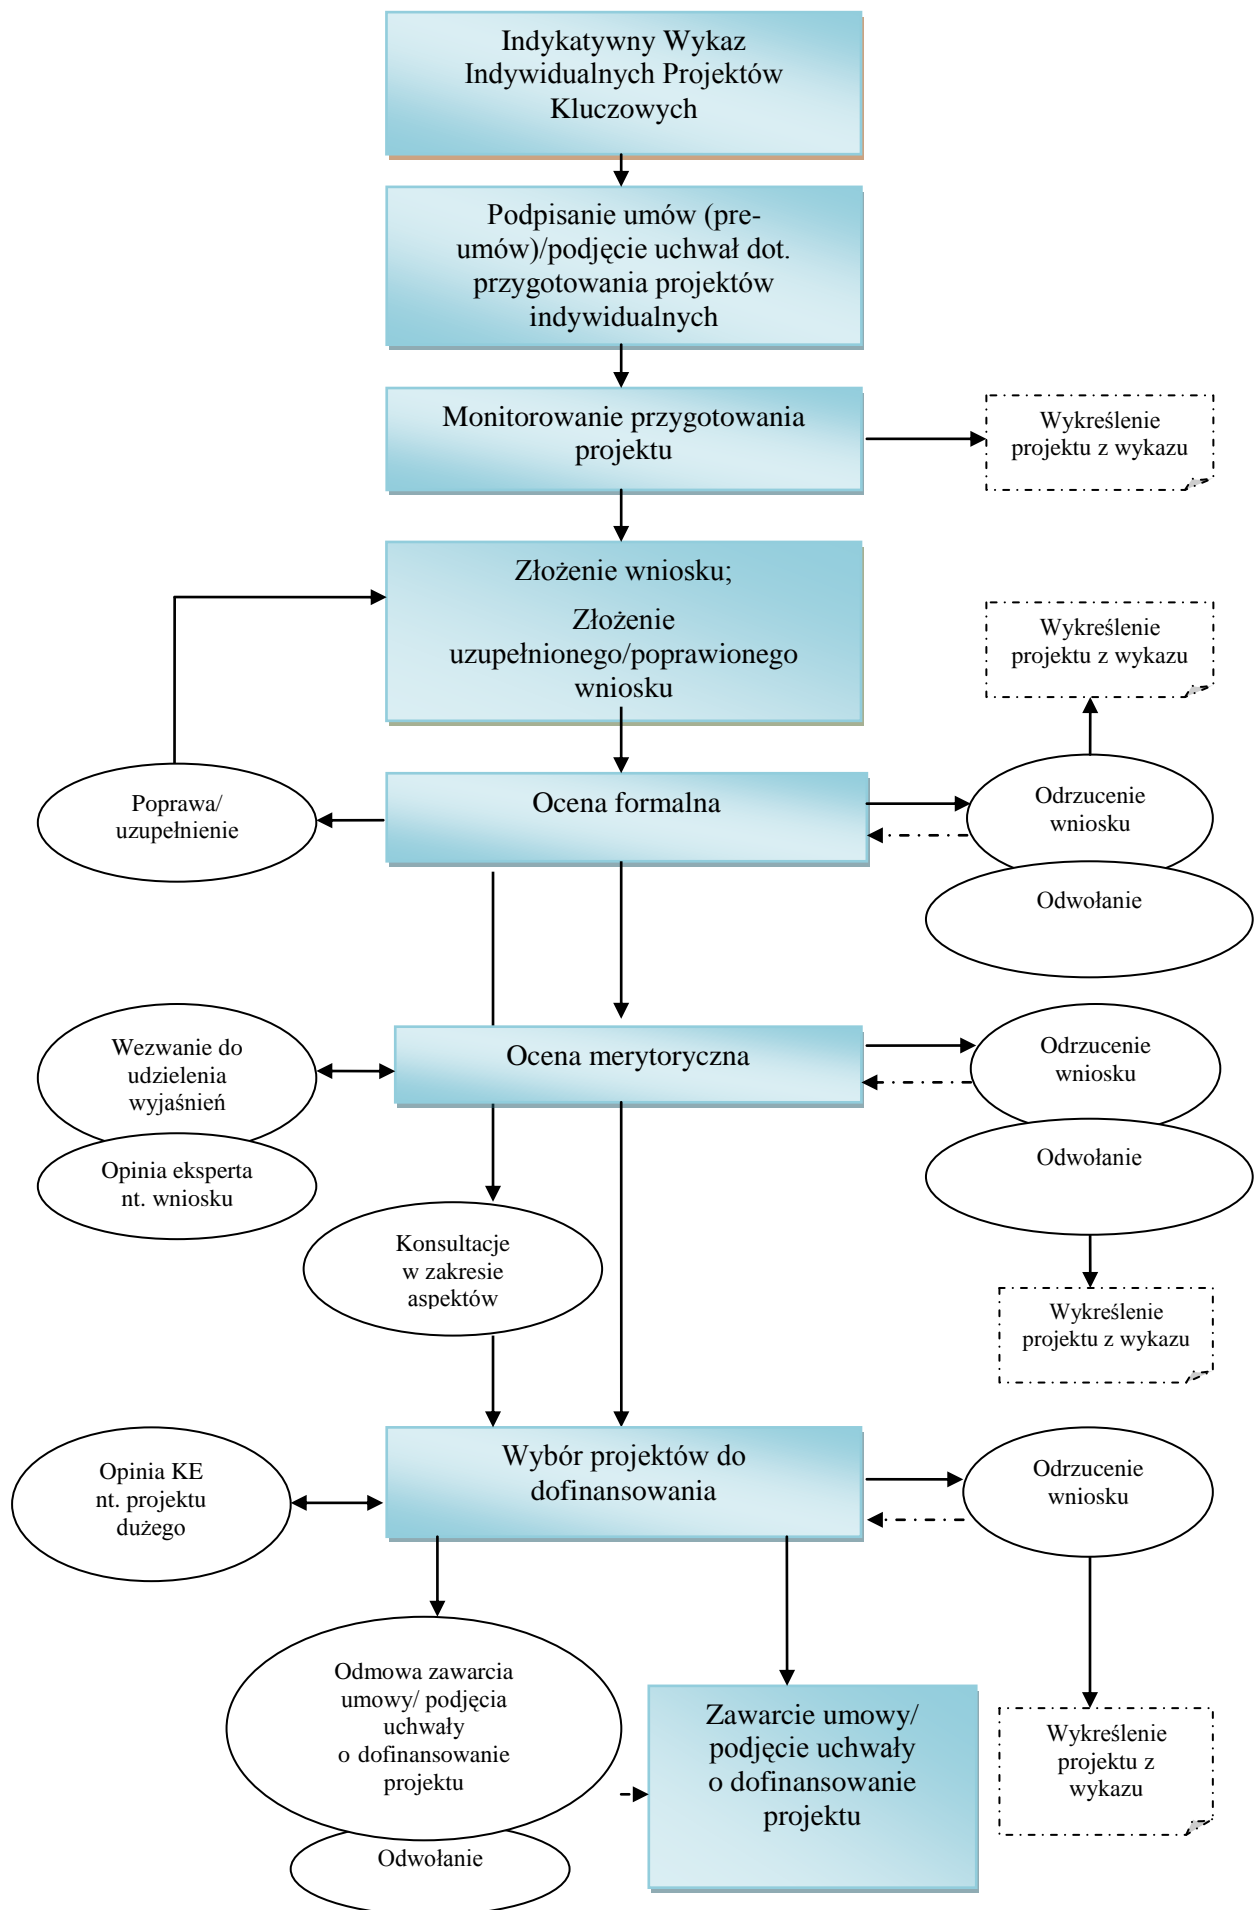 Indykatywny Wykaz
Indywidualnych Projektów
Kluczowych
Podpisanie umów (pre-
umów)/podjęcie uchwał dot.
przygotowania projektów
indywidualnych
Monitorowanie przygotowania
projektu
Wykreślenie
projektu z wykazu
Złożenie wniosku;
Złożenie
uzupełnionego/poprawionego
wniosku
Wykreślenie
projektu z wykazu
Poprawa/
uzupełnienie
Ocena formalna
Odrzucenie
wniosku
Odwołanie
Wezwanie do
udzielenia
wyjaśnień
Opinia eksperta
nt. wniosku
Ocena merytoryczna
Odrzucenie
wniosku
Odwołanie
Konsultacje
w zakresie
aspektów
Wykreślenie
projektu z wykazu
Opinia KE
nt. projektu
dużego
Wybór projektów do
dofinansowania
Odrzucenie
wniosku
Odmowa zawarcia
umowy/ podjęcia
uchwały
o dofinansowanie
projektu
Odwołanie
Zawarcie umowy/
podjęcie uchwały
o dofinansowanie
projektu
Wykreślenie
projektu z
wykazu